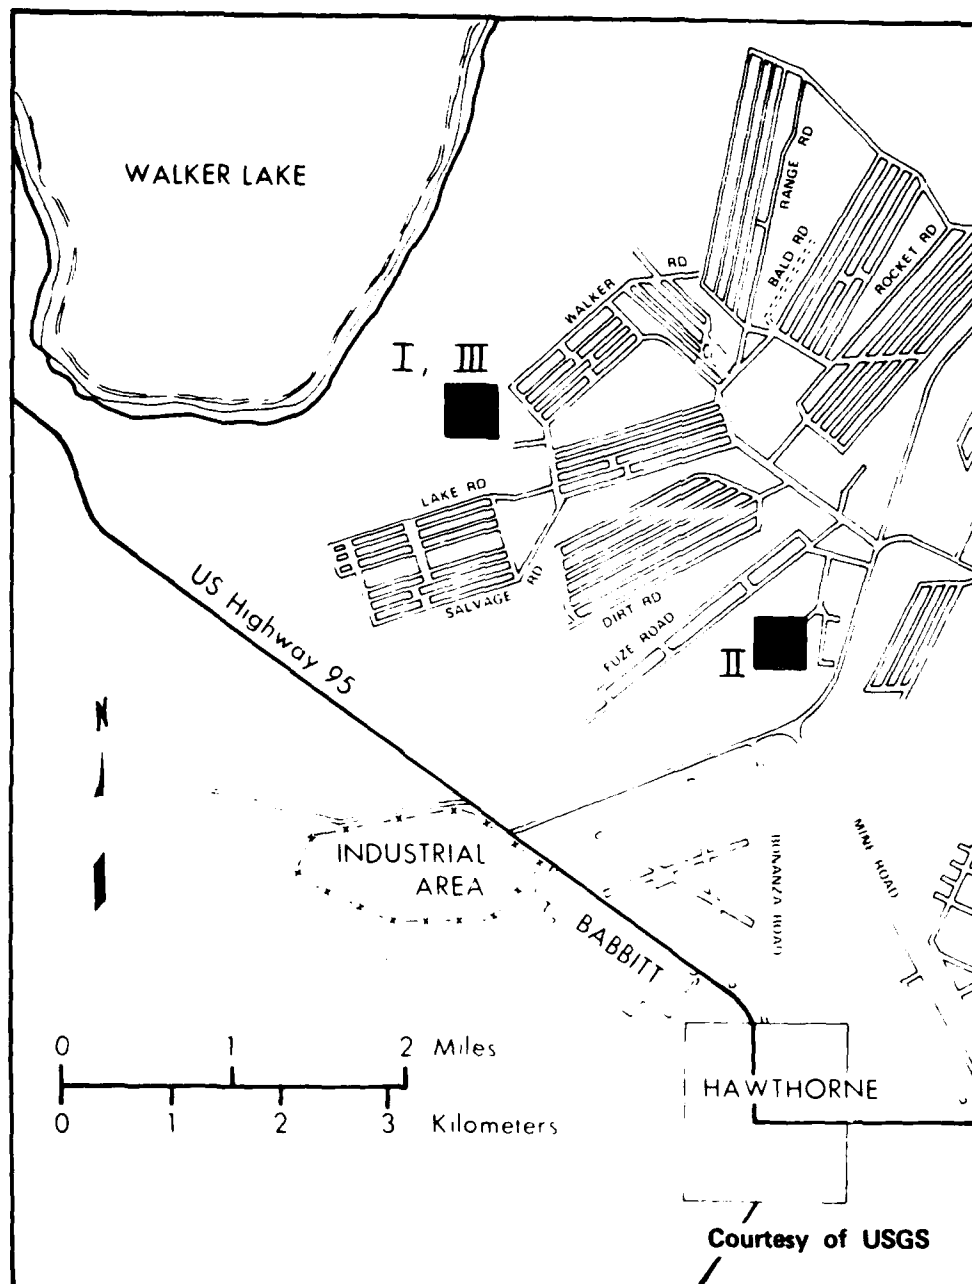 WALKER LAKE
RANGE RD
BALD RD
ROCKET RD
WALKER RD
I, III
LAKE RD
SALVAGE RD
DIRT RD
FUZE ROAD
II
US Highway 95
N
INDUSTRIAL
AREA
BABBITT
BONANZA ROAD
MINE ROAD
0 1 2 Miles
0 1 2 3 Kilometers
HAWTHORNE
Courtesy of USGS